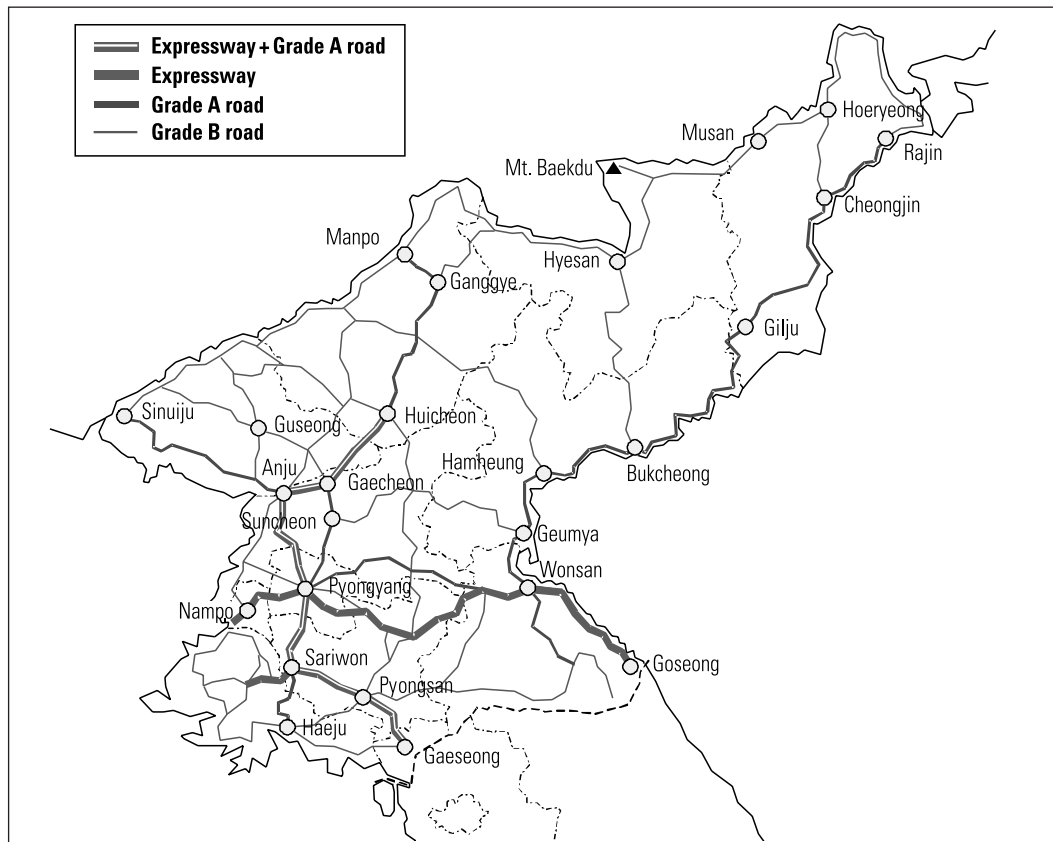 Expressway + Grade A road
Expressway
Grade A road
Grade B road
Hoeryeong
Musan
Rajin
Mt. Baekdu
Cheongjin
Manpo
Hyesan
Ganggye
Gilju
Sinuiju
Huicheon
Guseong
Hamheung
Bukcheong
Anju
Gaecheon
Suncheon
Geumya
Wonsan
Pyongyang
Nampo
Sariwon
Goseong
Pyongsan
Haeju
Gaeseong